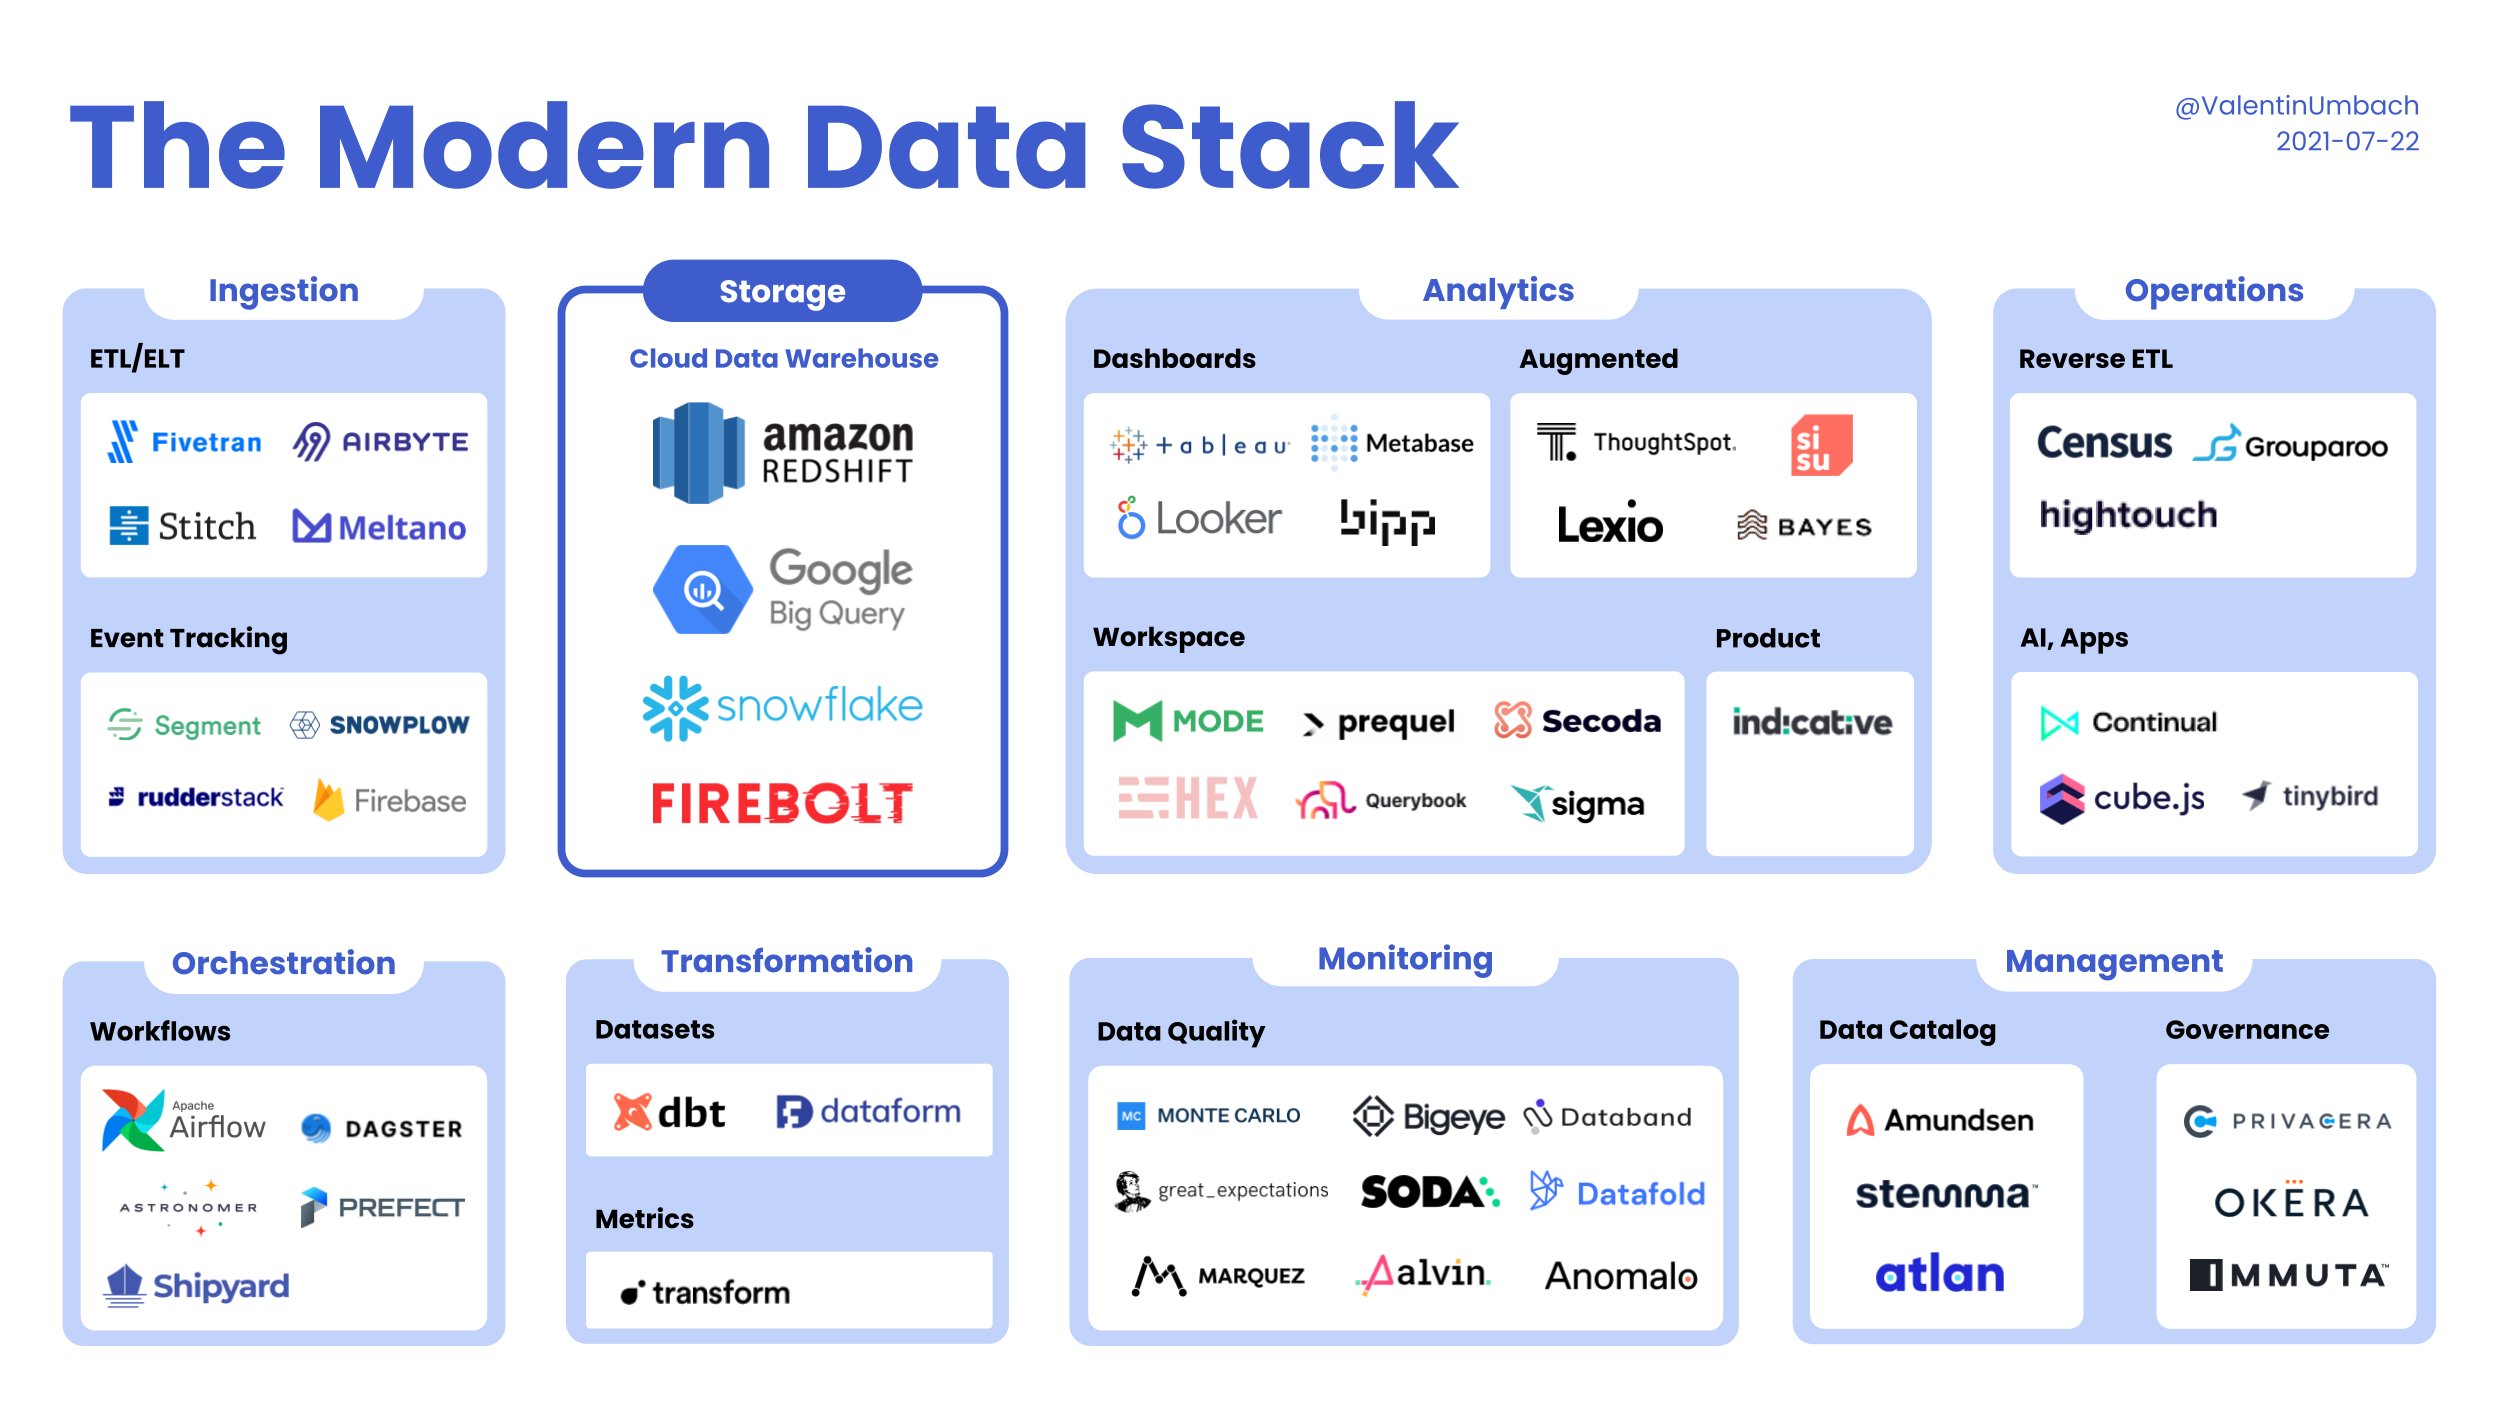 The Modern Data Stack
@ValentinUmbach
2021-07-22
Ingestion
ETL/ELT
Fivetran
AIRBYTE
Stitch
Meltano
Event Tracking
Segment
SNOWPLOW
rudderstack
Firebase
Storage
Cloud Data Warehouse
amazon
REDSHIFT
Google
Big Query
snowflake
FIREBOLT
Analytics
Dashboards
+ableau
Metabase
Looker
bipp
Augmented
ThoughtSpot.
si
su
Lexio
BAYES
Workspace
MODE
prequel
Secoda
HEX
Querybook
sigma
Product
indicative
Operations
Reverse ETL
Census
Grouparoo
hightouch
AI, Apps
Continual
cube.js
tinybird
Orchestration
Workflows
Apache
Airflow
DAGSTER
ASTRONOMER
PREFECT
Shipyard
Transformation
Datasets
dbt
dataform
Metrics
transform
Monitoring
Data Quality
MC MONTE CARLO
Bigeye
Databand
great_expectations
SODA
Datafold
MARQUEZ
alvin
Anomalo
Management
Data Catalog
Amundsen
stemma™
atlan
Governance
PRIVACERA
OKERA
IMMUTA™